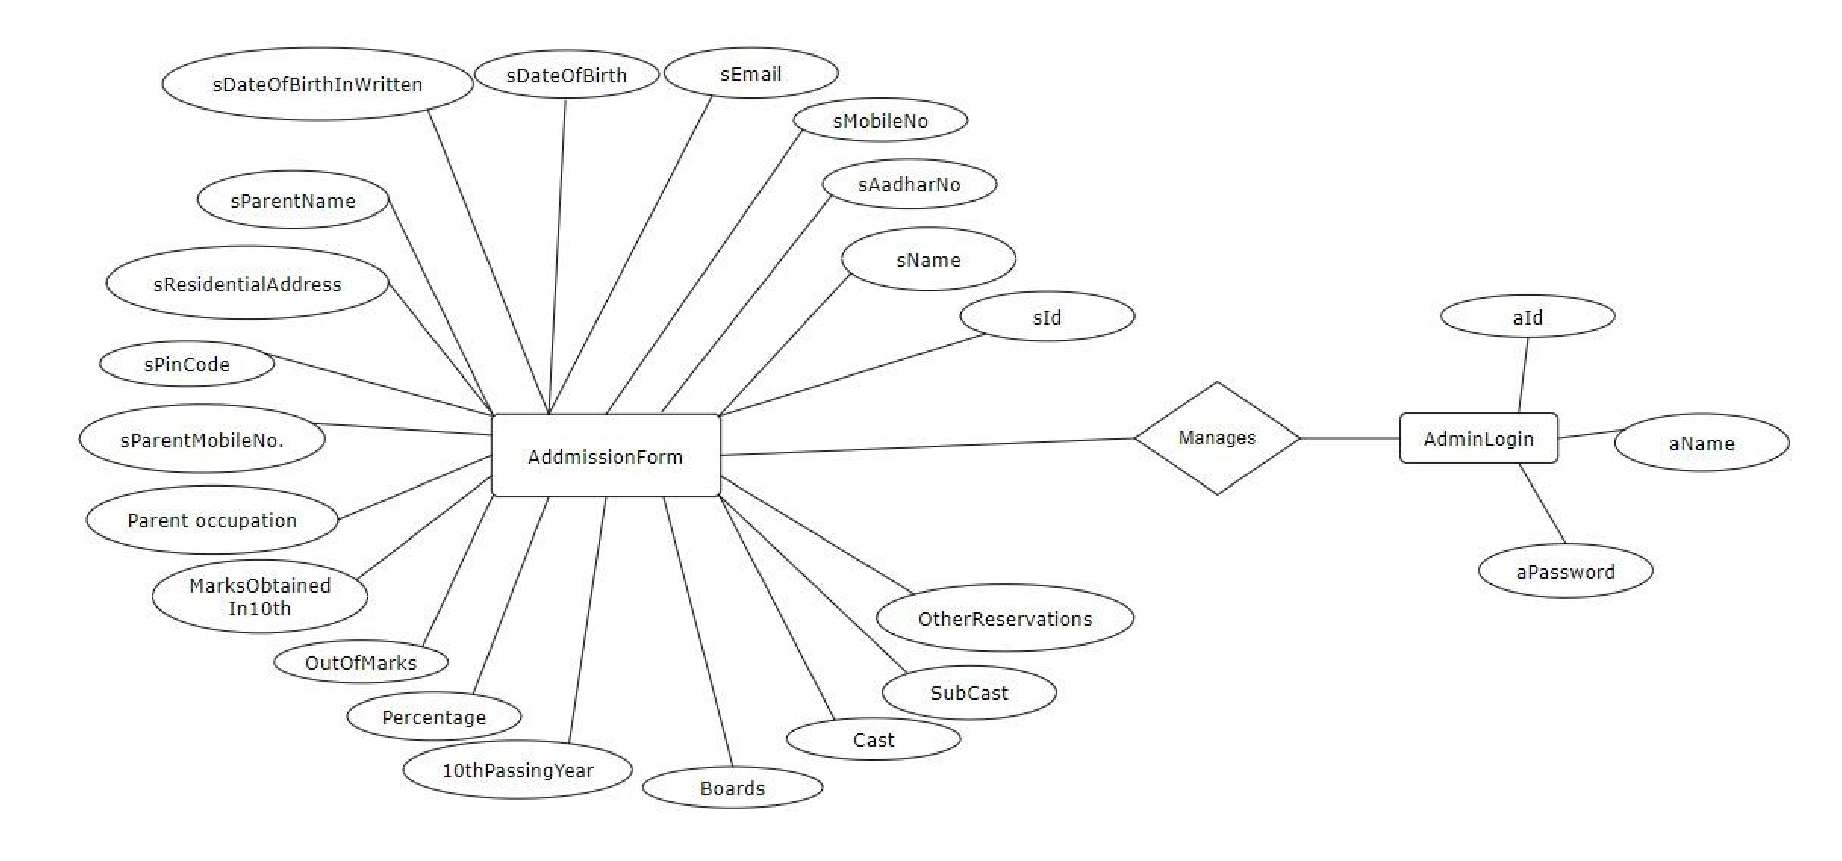 sDateOfBirthInWritten
sDateOfBirth
sEmail
sMobileNo
sAadharNo
sParentName
sName
sResidentialAddress
sId
aId
sPinCode
sParentMobileNo.
AddmissionForm
Manages
AdminLogin
aName
Parent occupation
MarksObtained
In10th
aPassword
OtherReservations
OutOfMarks
SubCast
Percentage
Cast
10thPassingYear
Boards